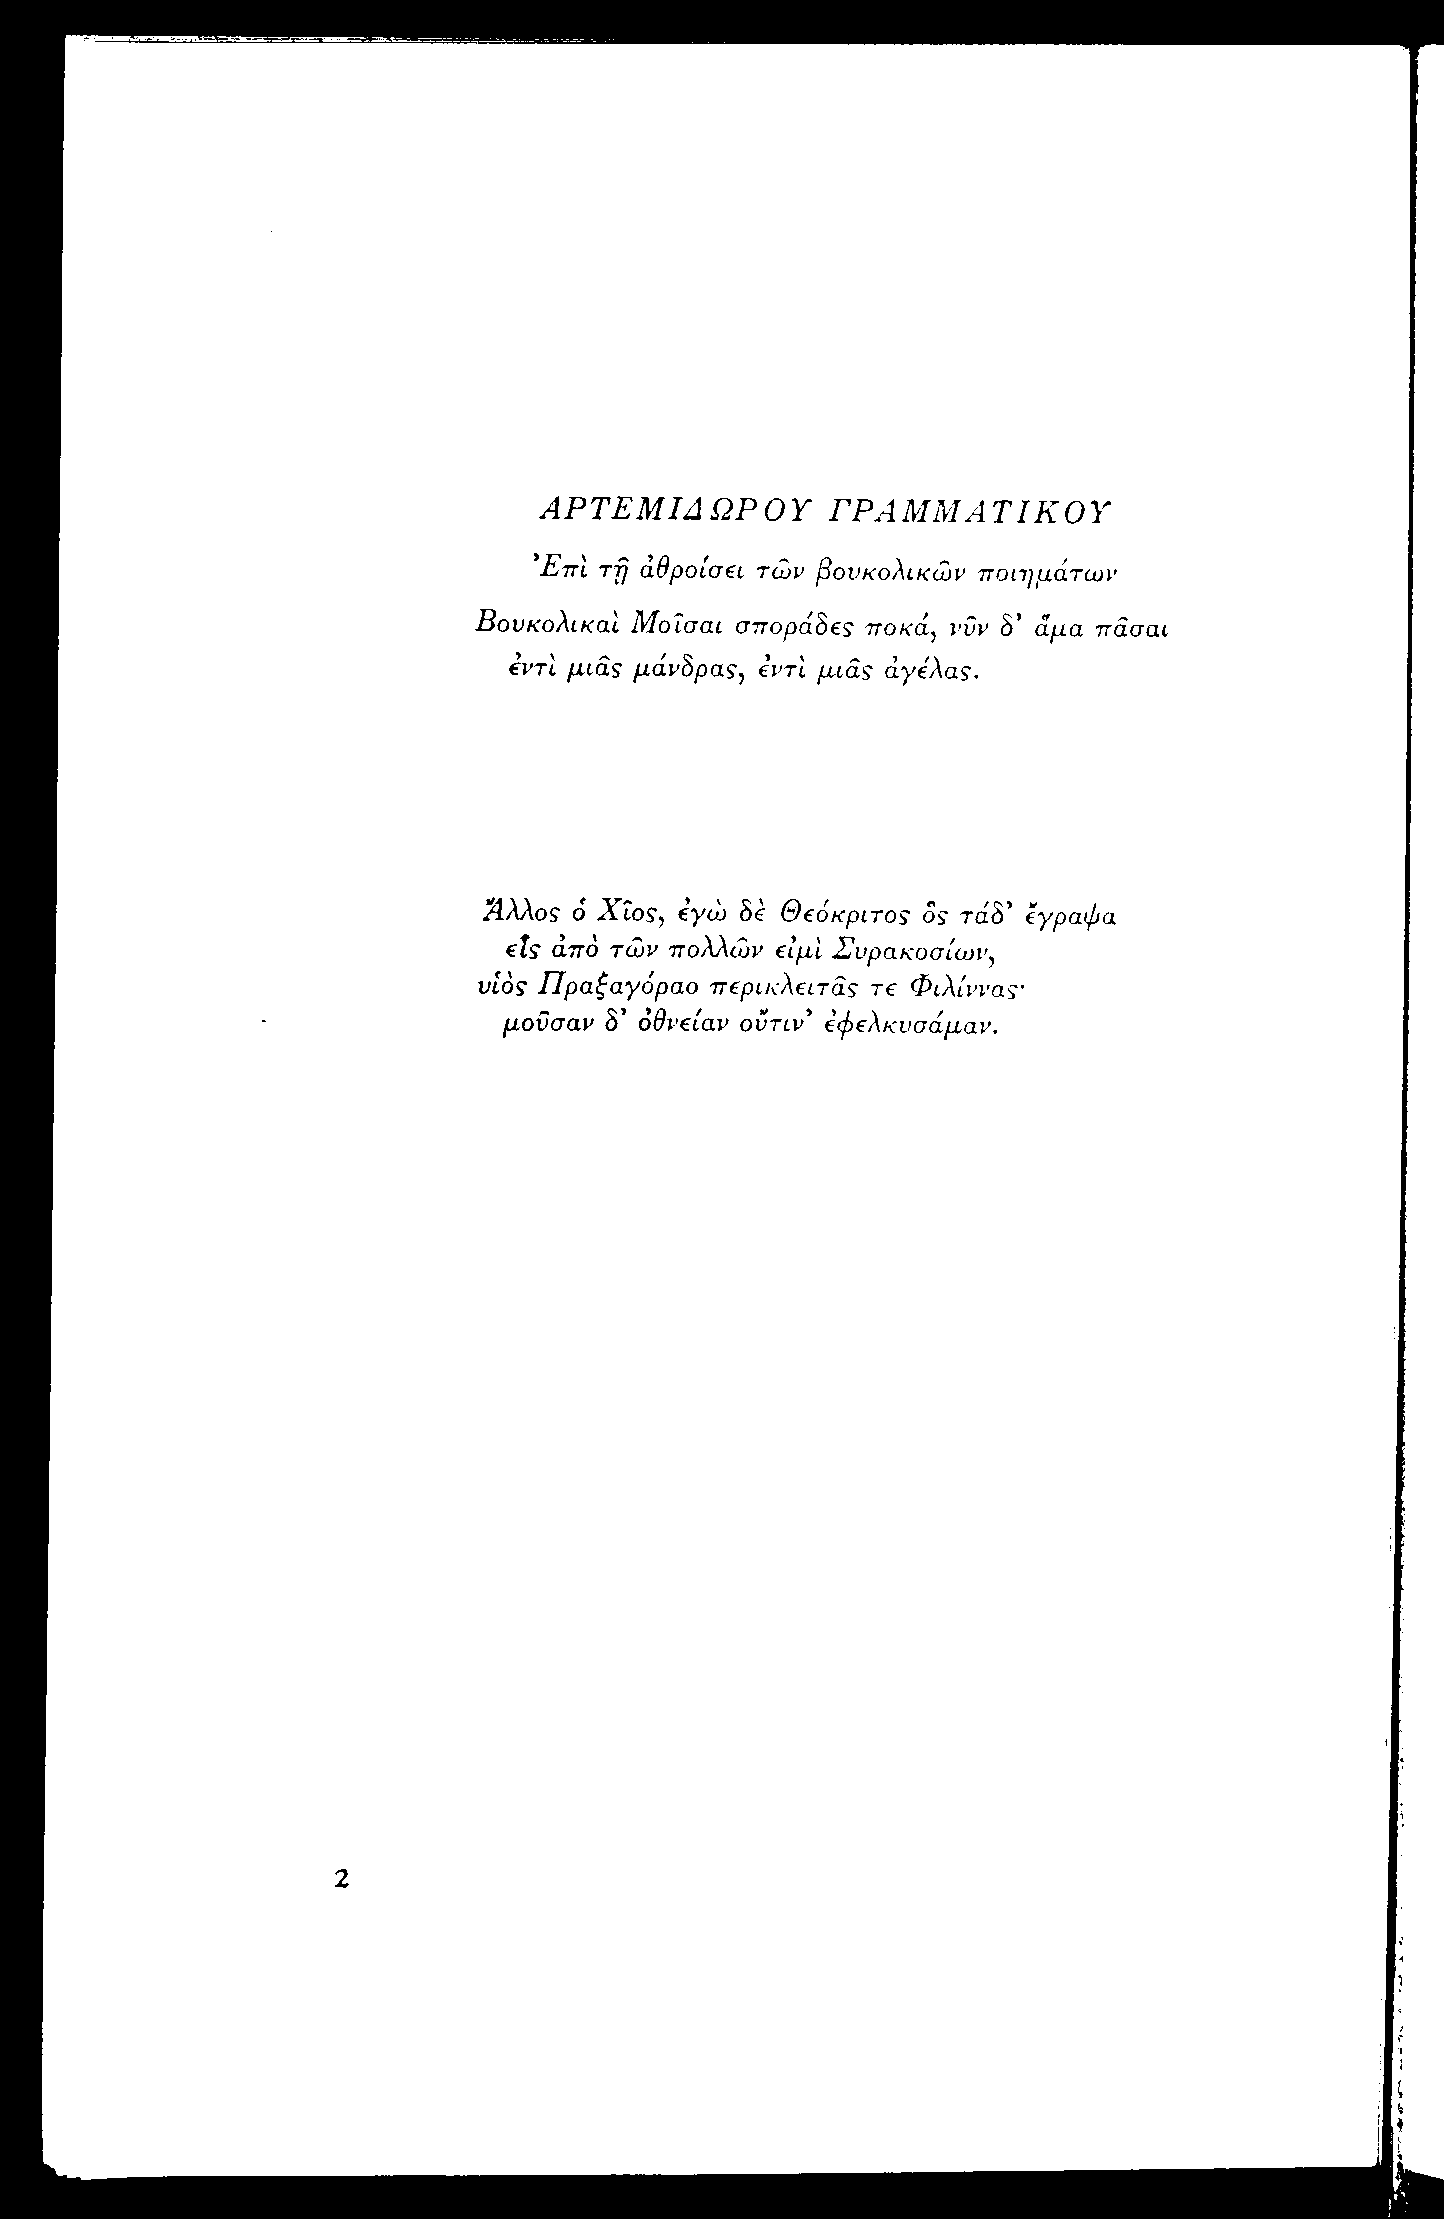 ΑΡΤΕΜΙΔΩΡΟΥ ΓΡΑΜΜΑΤΙΚΟΥ
Ἐπὶ τῇ ἀθροίσει τῶν βουκολικῶν ποιημάτων
Βουκολικαὶ Μοῖσαι σποράδες ποκά, νῦν δ’ ἅμα πᾶσαι
ἐντὶ μιᾶς μάνδρας, ἐντὶ μιᾶς ἀγέλας.
Ἄλλος ὁ Χῖος, ἐγὼ δὲ Θεόκριτος ὃς τάδ’ ἔγραψα
εἷς ἀπὸ τῶν πολλῶν εἰμὶ Συρακοσίων,
υἱὸς Πραξαγόραο περικλειτᾶς τε Φιλίννας·
μοῦσαν δ’ ὀθνείαν οὔτιν’ ἐφελκυσάμαν.
2